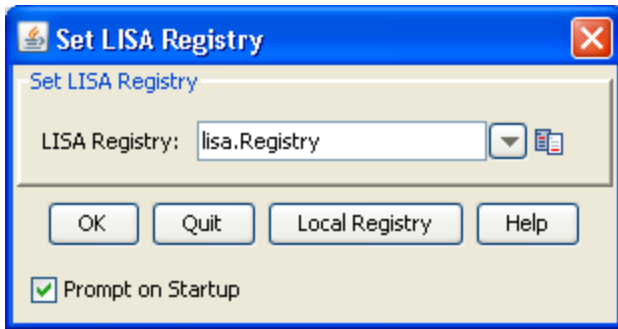 Set LISA Registry
Set LISA Registry
LISA Registry: lisa.Registry
OK Quit Local Registry Help
Prompt on Startup